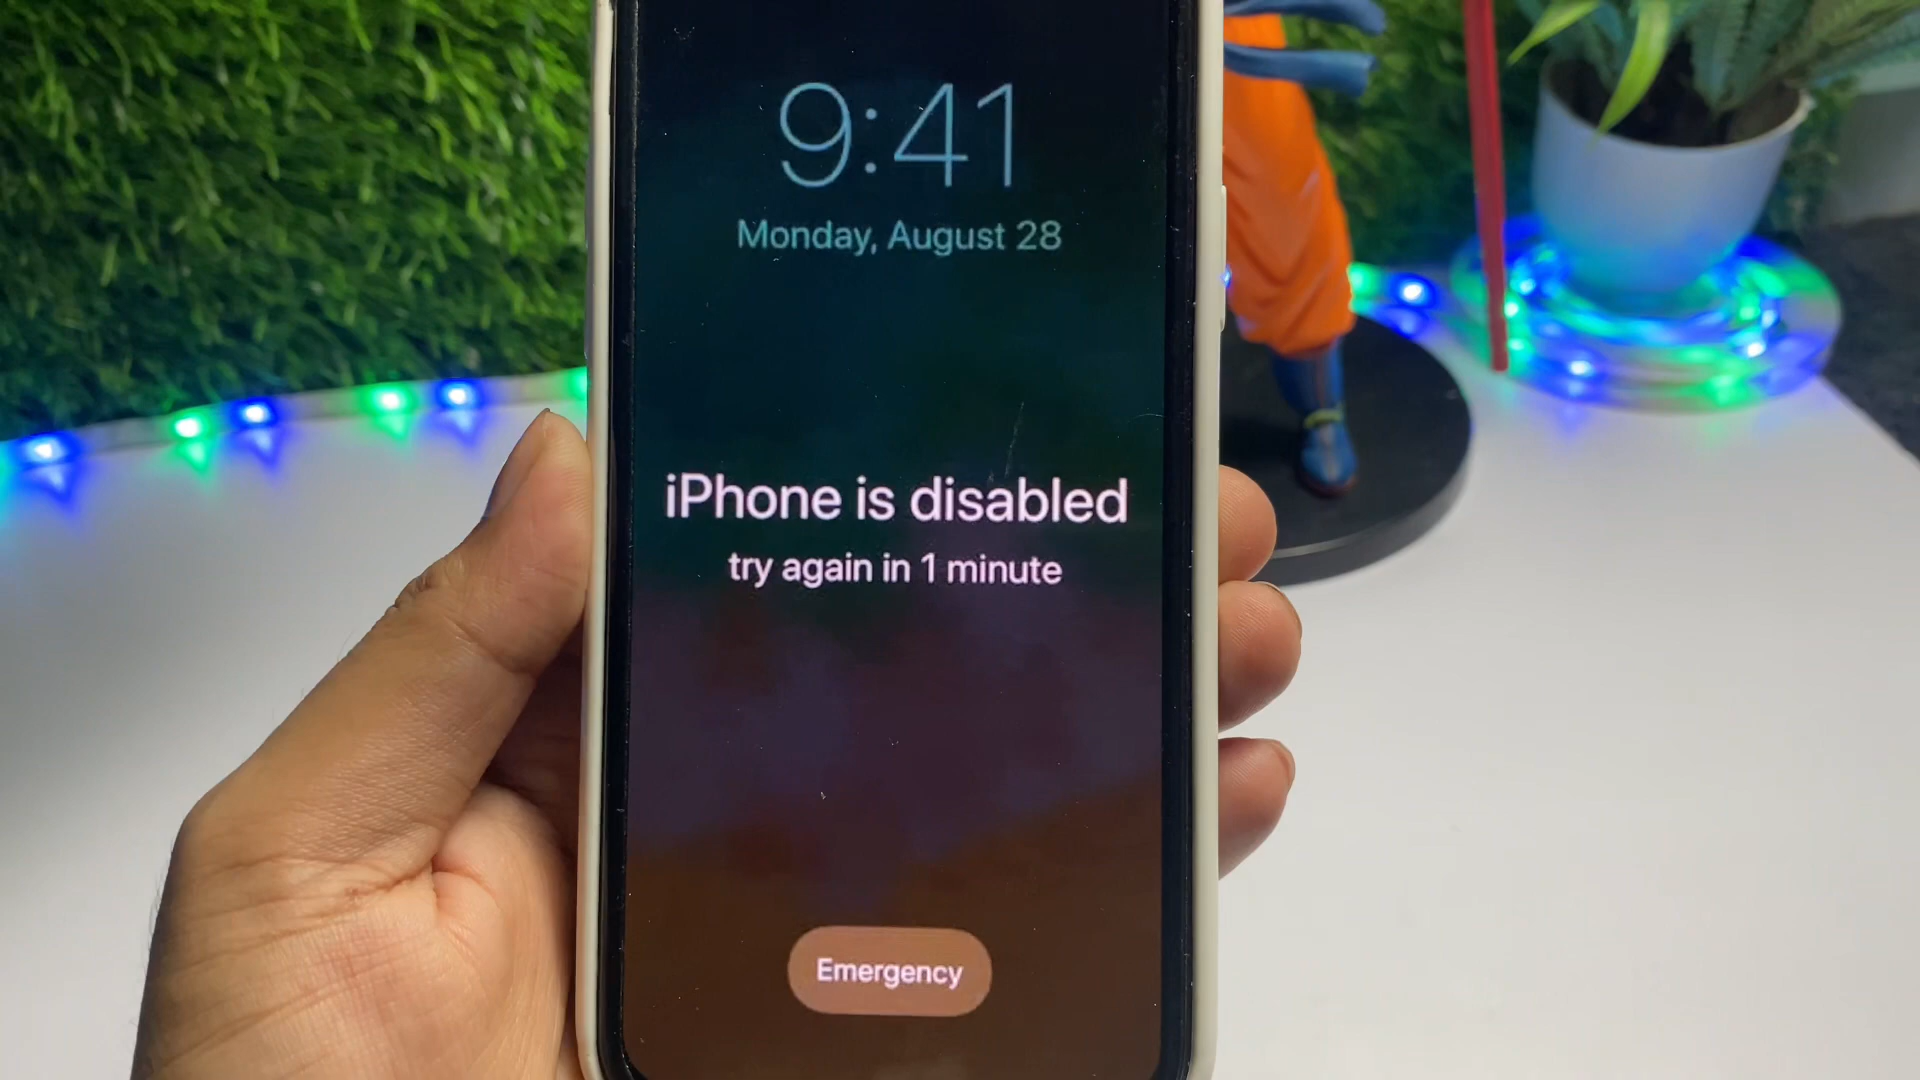 9:41
Monday, August 28
iPhone is disabled
try again in 1 minute
Emergency